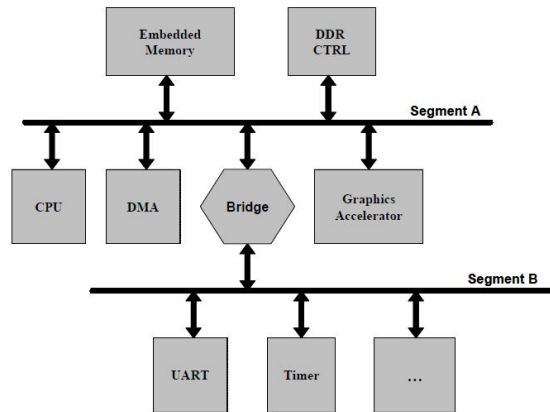 Embedded
Memory
DDR
CTRL
Segment A
CPU
DMA
Bridge
Graphics
Accelerator
Segment B
UART
Timer
...